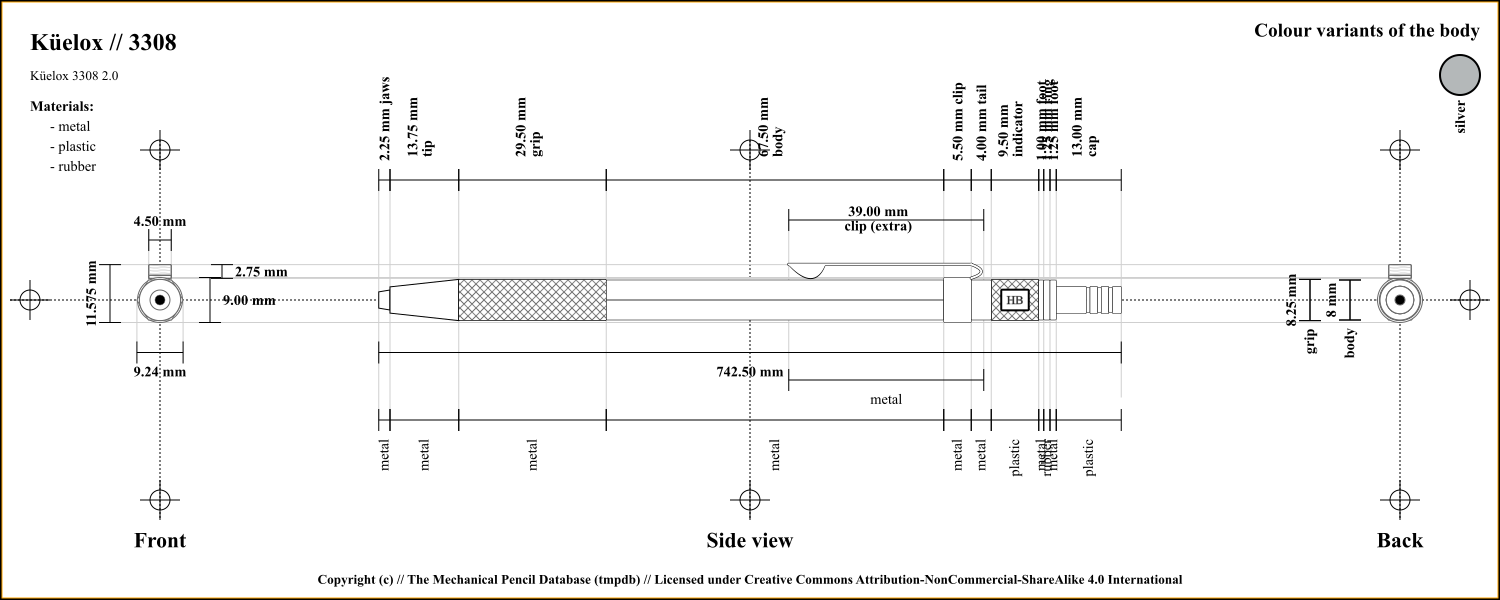 Küelox // 3308
Colour variants of the body
Küelox 3308 2.0
Materials:
- metal
- plastic
- rubber
silver
2.25 mm jaws
13.75 mm
tip
29.50 mm
grip
67.50 mm
body
5.50 mm clip
4.00 mm tail
9.50 mm
indicator
1.00 mm foot
1.25 mm foot
13.00 mm
cap
39.00 mm
clip (extra)
4.50 mm
2.75 mm
9.00 mm
11.575 mm
9.24 mm
HB
8.25 mm
grip
8 mm
body
742.50 mm
metal
metal
metal
metal
metal
metal
metal
plastic
metal
rubber
metal
plastic
Front
Side view
Back
Copyright (c) // The Mechanical Pencil Database (tmpdb) // Licensed under Creative Commons Attribution-NonCommercial-ShareAlike 4.0 International